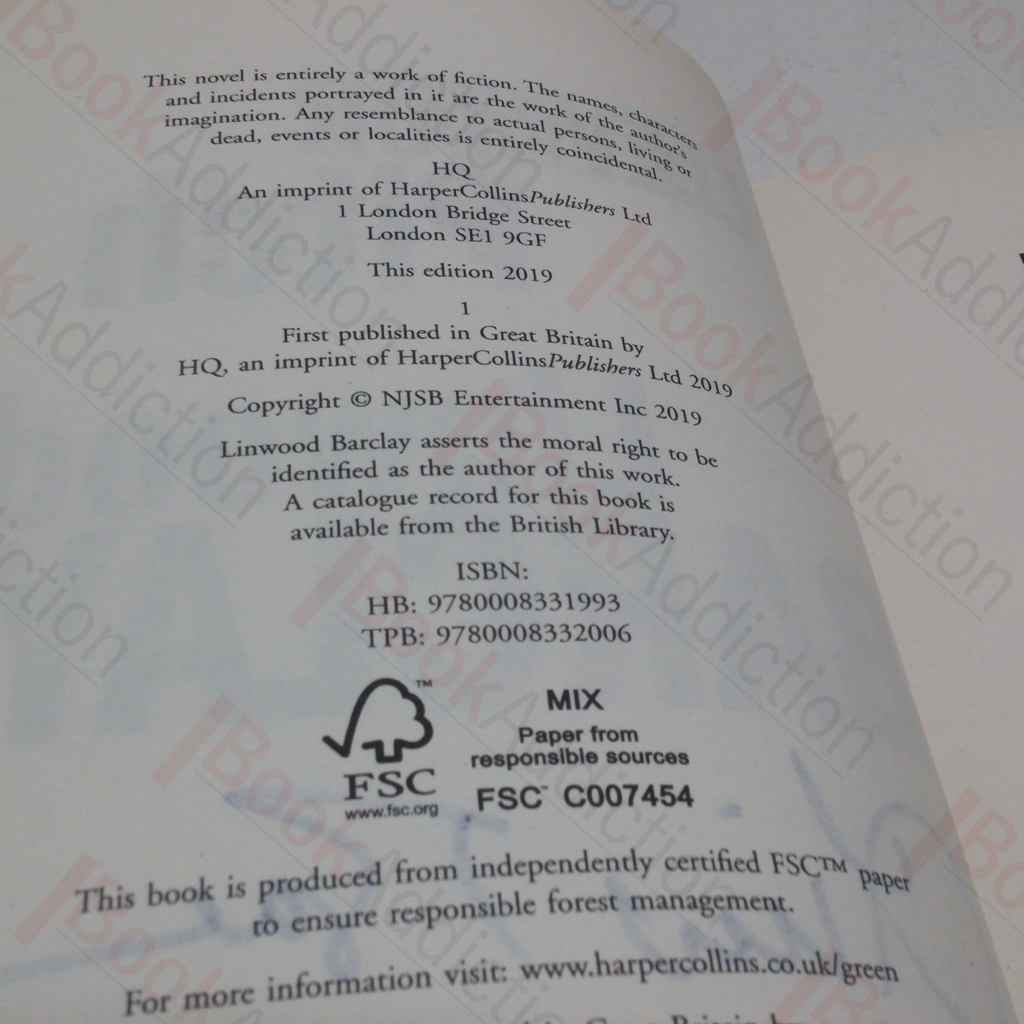 This novel is entirely a work of fiction. The names, characters
and incidents portrayed in it are the work of the author's
imagination. Any resemblance to actual persons, living or
dead, events or localities is entirely coincidental.
HQ
An imprint of HarperCollinsPublishers Ltd
1 London Bridge Street
London SE1 9GF
This edition 2019
1
First published in Great Britain by
HQ, an imprint of HarperCollinsPublishers Ltd 2019
Copyright © NJSB Entertainment Inc 2019
Linwood Barclay asserts the moral right to be
identified as the author of this work.
A catalogue record for this book is
available from the British Library.
ISBN:
HB: 9780008331993
TPB: 9780008332006
FSC
www.fsc.org
TM
MIX
Paper from
responsible sources
FSC™ C007454
This book is produced from independently certified FSC™ paper
to ensure responsible forest management.
For more information visit: www.harpercollins.co.uk/green
BookAddiction